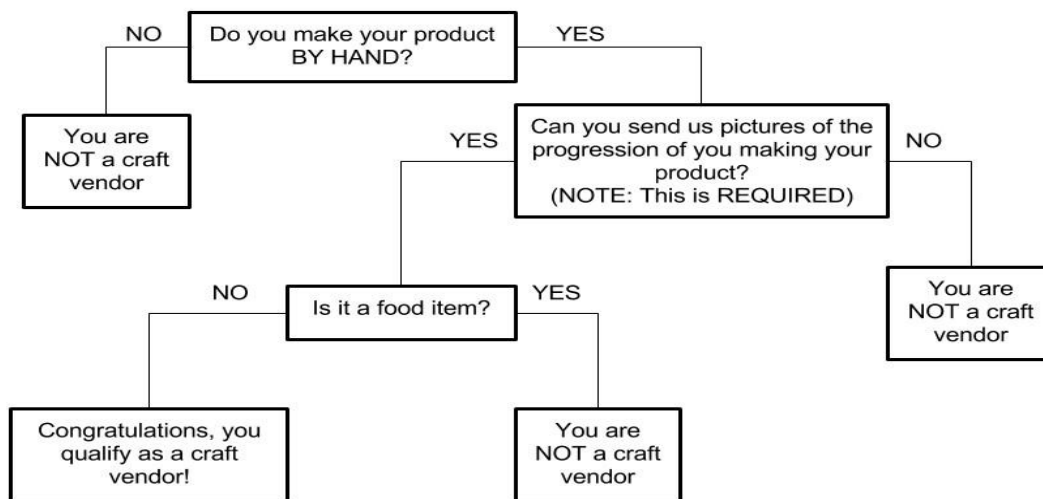 NO
Do you make your product
BY HAND?
YES
You are
NOT a craft
vendor
YES
Can you send us pictures of the
progression of you making your
product?
(NOTE: This is REQUIRED)
NO
NO
Is it a food item?
YES
You are
NOT a craft
vendor
Congratulations, you
qualify as a craft
vendor!
You are
NOT a craft
vendor